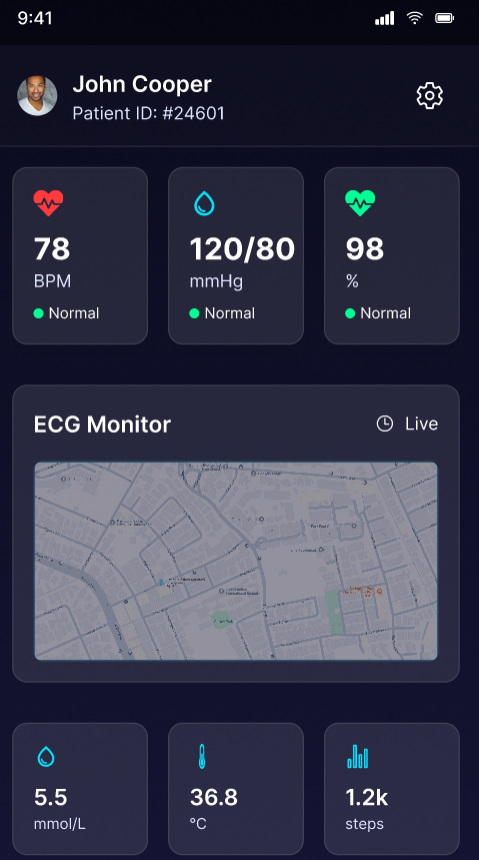 9:41
John Cooper
Patient ID: #24601
78
BPM
Normal
120/80
mmHg
Normal
98
%
Normal
ECG Monitor
Live
5.5
mmol/L
36.8
°C
1.2k
steps